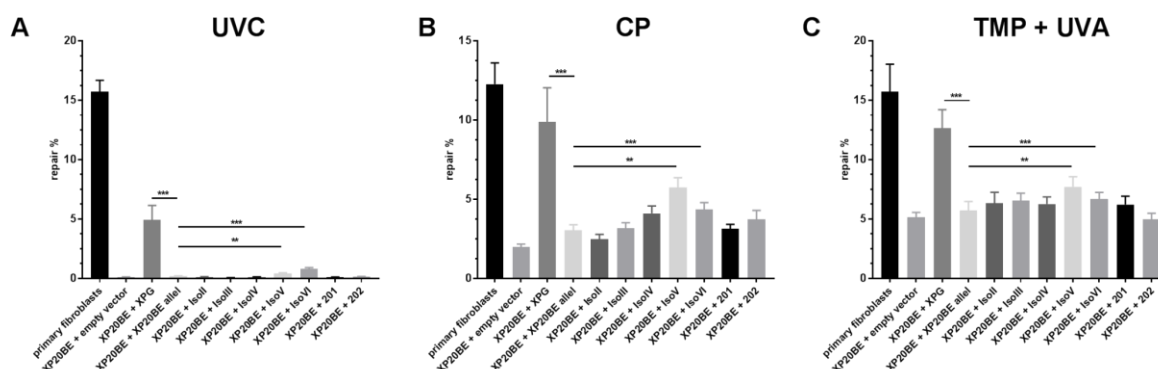 A
UVC
20
15
10
5
0
repair %
***
***
**
primary fibroblasts
XP20BE + empty vector
XP20BE + XPG
XP20BE + XP20BE allel
XP20BE + IsoII
XP20BE + IsoIII
XP20BE + IsoIV
XP20BE + IsoV
XP20BE + IsoVI
XP20BE + 201
XP20BE + 202
B
CP
15
10
5
0
repair %
***
***
**
primary fibroblasts
XP20BE + empty vector
XP20BE + XPG
XP20BE + XP20BE allel
XP20BE + IsoII
XP20BE + IsoIII
XP20BE + IsoIV
XP20BE + IsoV
XP20BE + IsoVI
XP20BE + 201
XP20BE + 202
C
TMP + UVA
20
15
10
5
0
repair %
***
***
**
primary fibroblasts
XP20BE + empty vector
XP20BE + XPG
XP20BE + XP20BE allel
XP20BE + IsoII
XP20BE + IsoIII
XP20BE + IsoIV
XP20BE + IsoV
XP20BE + IsoVI
XP20BE + 201
XP20BE + 202